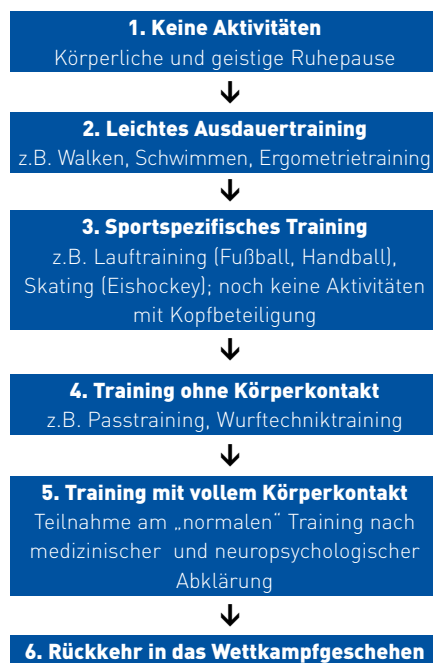 1. Keine Aktivitäten
Körperliche und geistige Ruhepause
2. Leichtes Ausdauertraining
z.B. Walken, Schwimmen, Ergometrietraining
3. Sportspezifisches Training
z.B. Lauftraining (Fußball, Handball),
Skating (Eishockey); noch keine Aktivitäten
mit Kopfbeteiligung
4. Training ohne Körperkontakt
z.B. Passtraining, Wurftechniktraining
5. Training mit vollem Körperkontakt
Teilnahme am „normalen“ Training nach
medizinischer und neuropsychologischer
Abklärung
6. Rückkehr in das Wettkampfgeschehen